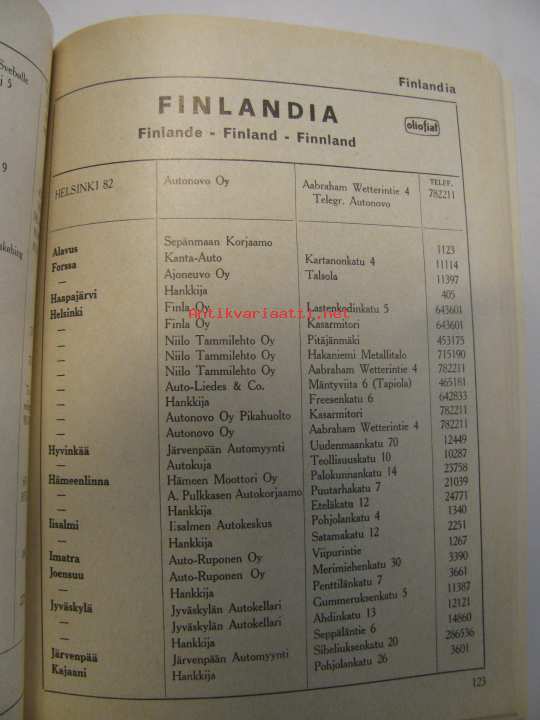 Svebolle
i 5
9
akobing
Finlandia
FINLANDIA
oliofiat
Finlande - Finland - Finnland
TELEF.
HELSINKI 82 Autonovo Oy Aabraham Wetterintie 4 782211
Telegr. Autonovo
Alavus Sepänmaan Korjaamo 1123
Forssa Kanta-Auto Kartanonkatu 4 11114
— Ajoneuvo Oy Talsola 11397
Haapajärvi Hankkija 405
Helsinki Finla Oy Lastenkodinkatu 5 643601
— Finla Oy Kasarmitori 643601
— Niilo Tammilehto Oy Pitäjänmäki 453175
— Niilo Tammilehto Oy Hakaniemi Metallitalo 715190
— Niilo Tammilehto Oy Aabraham Wetterintie 4 782211
— Auto-Liedes & Co. Mäntyviita 6 (Tapiola) 465181
— Hankkija Freesenkatu 6 642833
— Autonovo Oy Pikahuolto Kasarmitori 782211
— Autonovo Oy Aabraham Wetterintie 4 782211
Hyvinkää Järvenpään Automyynti Uudenmaankatu 70 12449
— Autokuja Teollisuuskatu 10 10287
Hämeenlinna Hämeen Moottori Oy Palokunnankatu 14 25758
— A. Pulkkasen Autokorjaamo Puutarhakatu 7 21039
— Hankkija Eteläkatu 12 24771
Iisalmi Iisalmen Autokeskus Pohjolankatu 4 1340
— Hankkija Satamakatu 12 2251
Imatra Auto-Ruponen Oy Viipurintie 1267
Joensuu Auto-Ruponen Oy Merimiehenkatu 30 3390
— Hankkija Penttilänkatu 7 3661
Jyväskylä Jyväskylän Autokellari Gummeruksenkatu 5 11387
— Jyväskylän Autokellari Ahdinkatu 13 12121
— Hankkija Seppäläntie 6 14860
Järvenpää Järvenpään Automyynti Sibeliuksenkatu 20 286536
Kajaani Hankkija Pohjolankatu 26 3601
123
Antikvariaatti.net